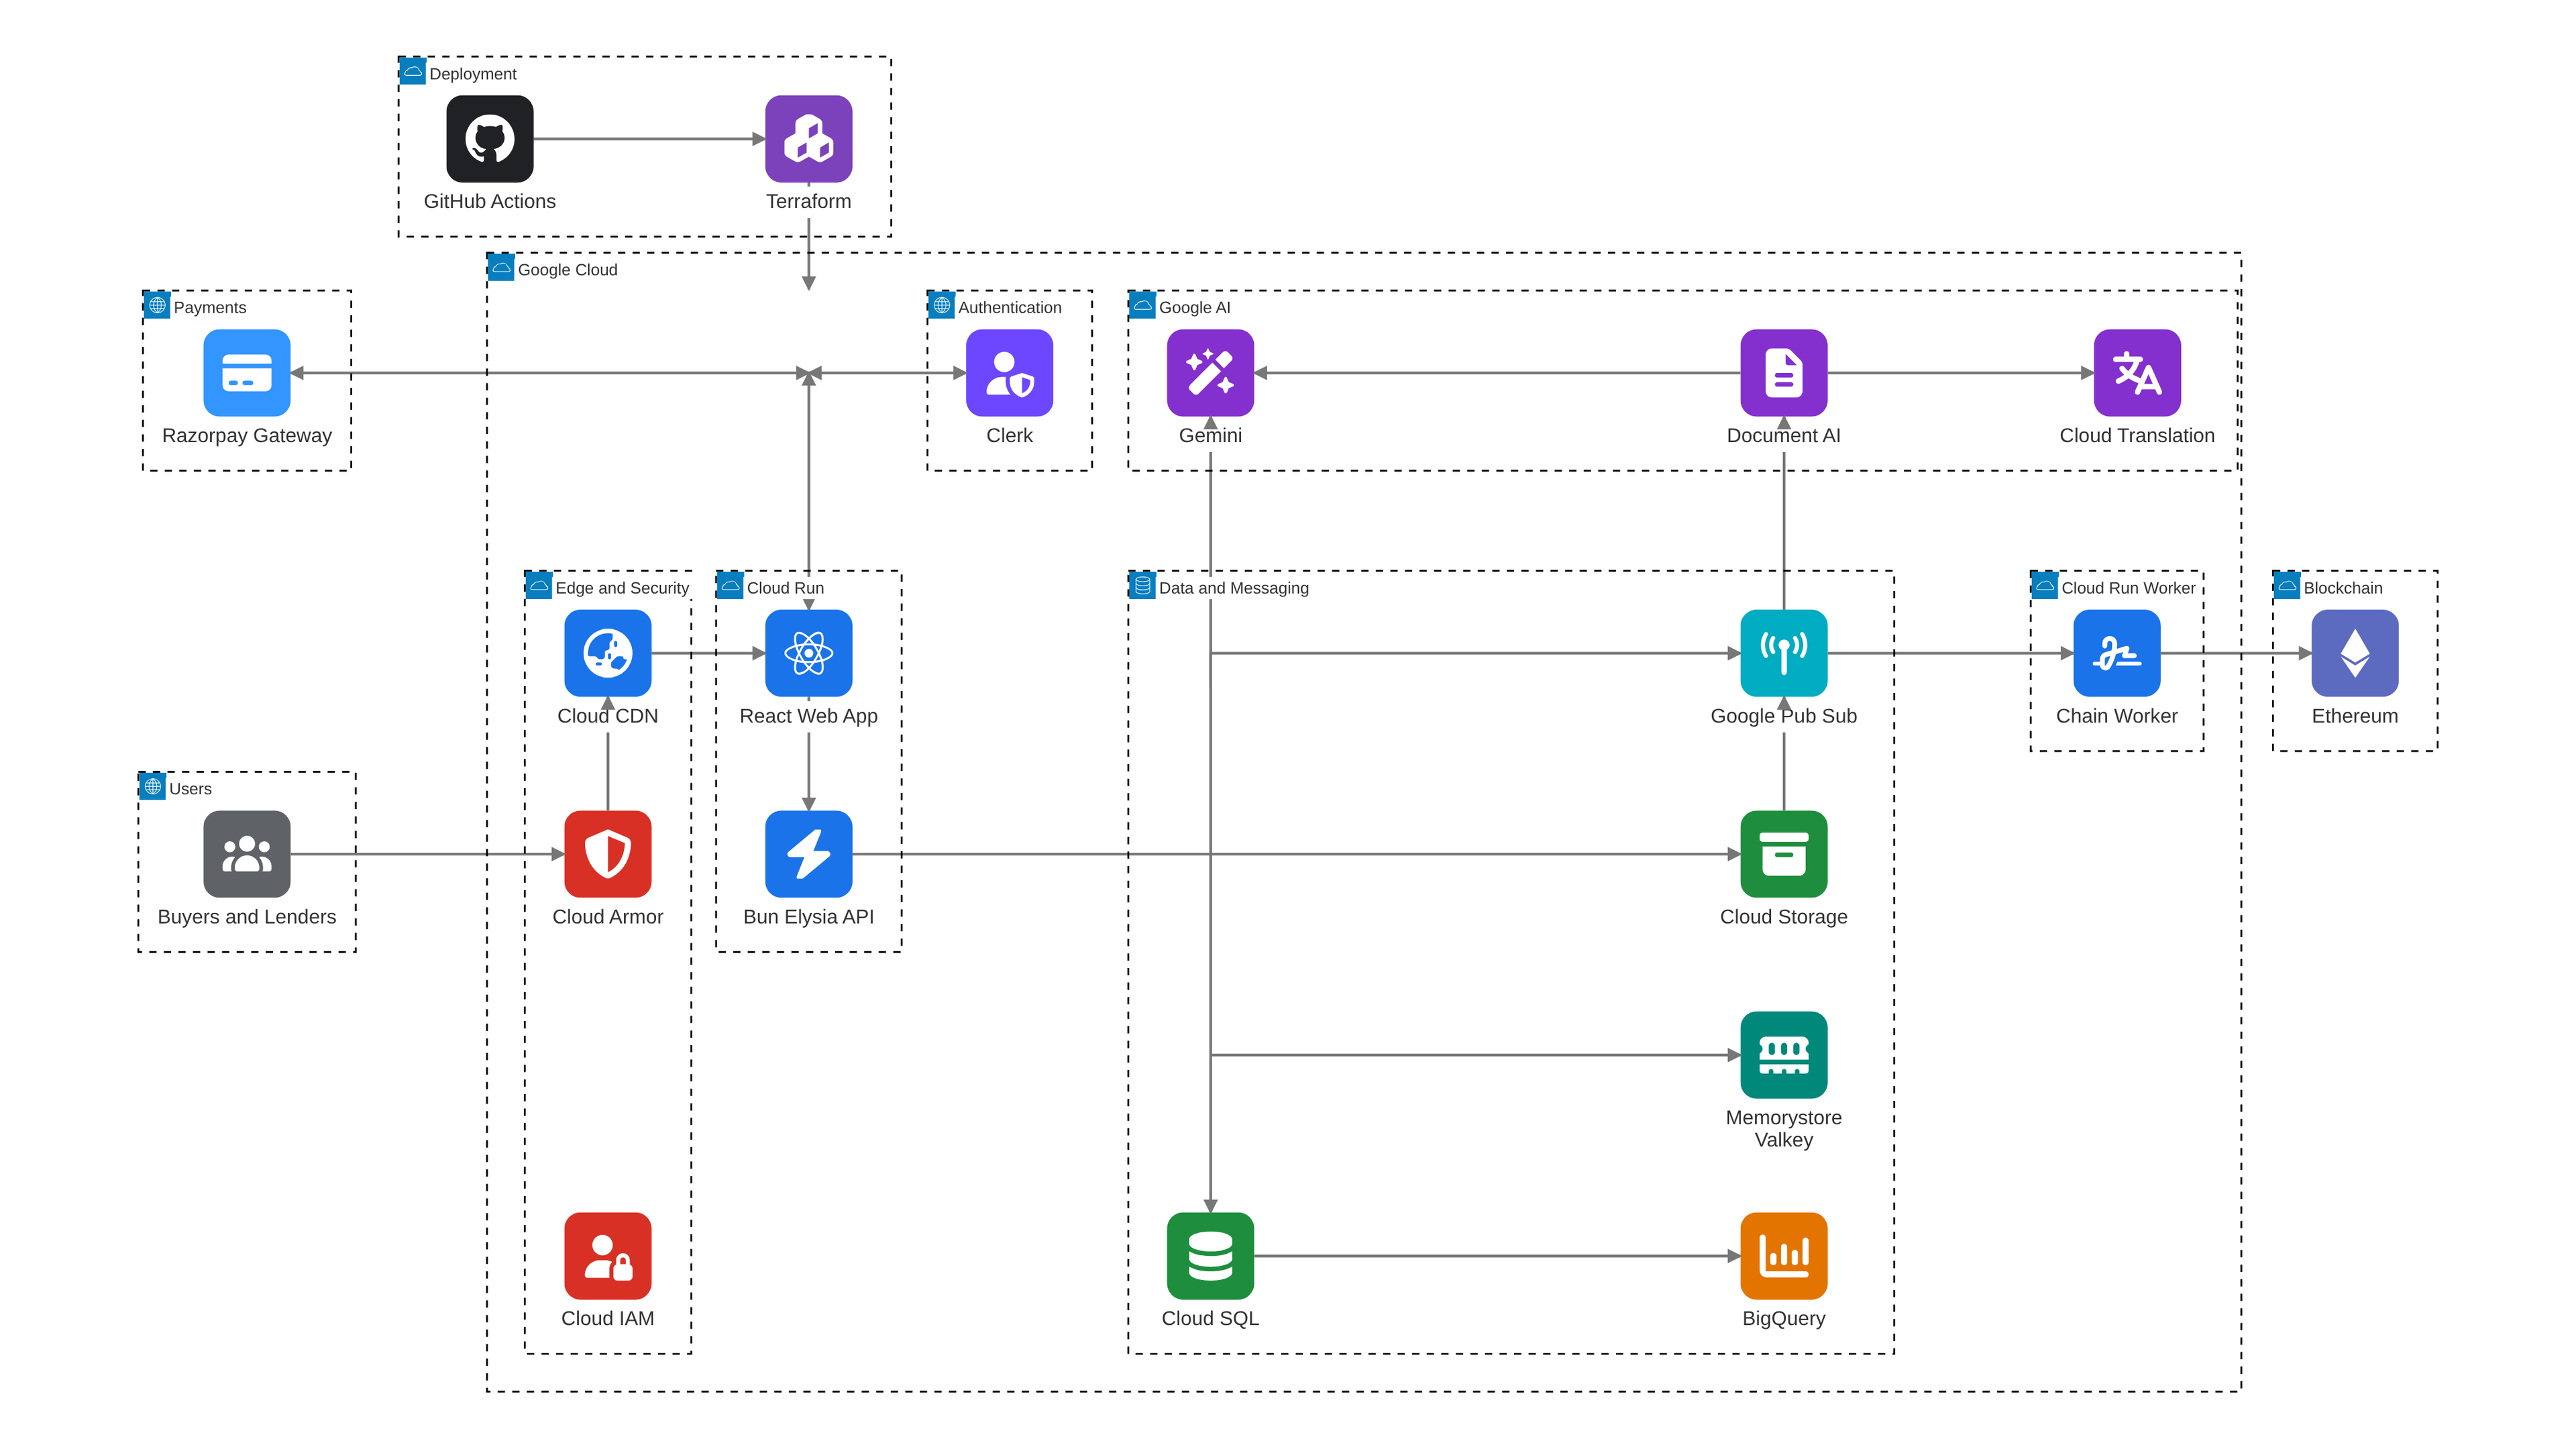 Deployment
GitHub Actions
Terraform
Google Cloud
Payments
Razorpay Gateway
Authentication
Clerk
Google AI
Gemini
Document AI
Cloud Translation
Edge and Security
Cloud CDN
Cloud Run
React Web App
Data and Messaging
Google Pub Sub
Cloud Run Worker
Chain Worker
Blockchain
Ethereum
Users
Buyers and Lenders
Cloud Armor
Bun Elysia API
Cloud Storage
Memorystore
Valkey
Cloud IAM
Cloud SQL
BigQuery